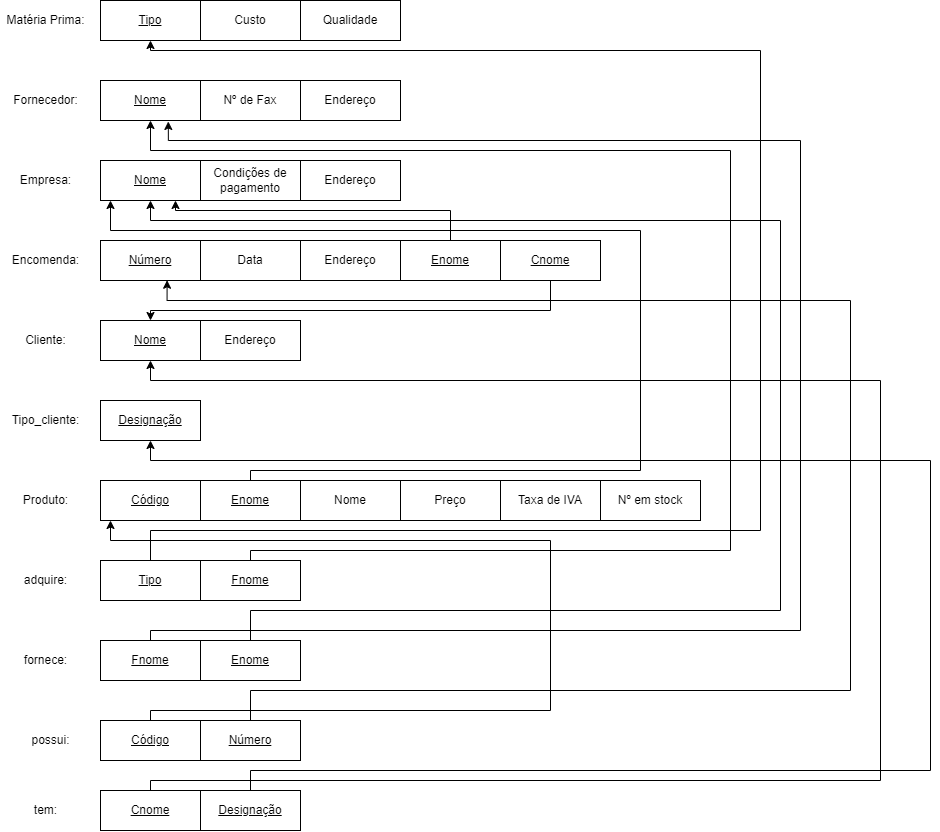 Matéria Prima: Tipo Custo Qualidade
Fornecedor: Nome Nº de Fax Endereço
Empresa: Nome Condições de pagamento Endereço
Encomenda: Número Data Endereço Enome Cnome
Cliente: Nome Endereço
Tipo_cliente: Designação
Produto: Código Enome Nome Preço Taxa de IVA Nº em stock
adquire: Tipo Fnome
fornece: Fnome Enome
possui: Código Número
tem: Cnome Designação